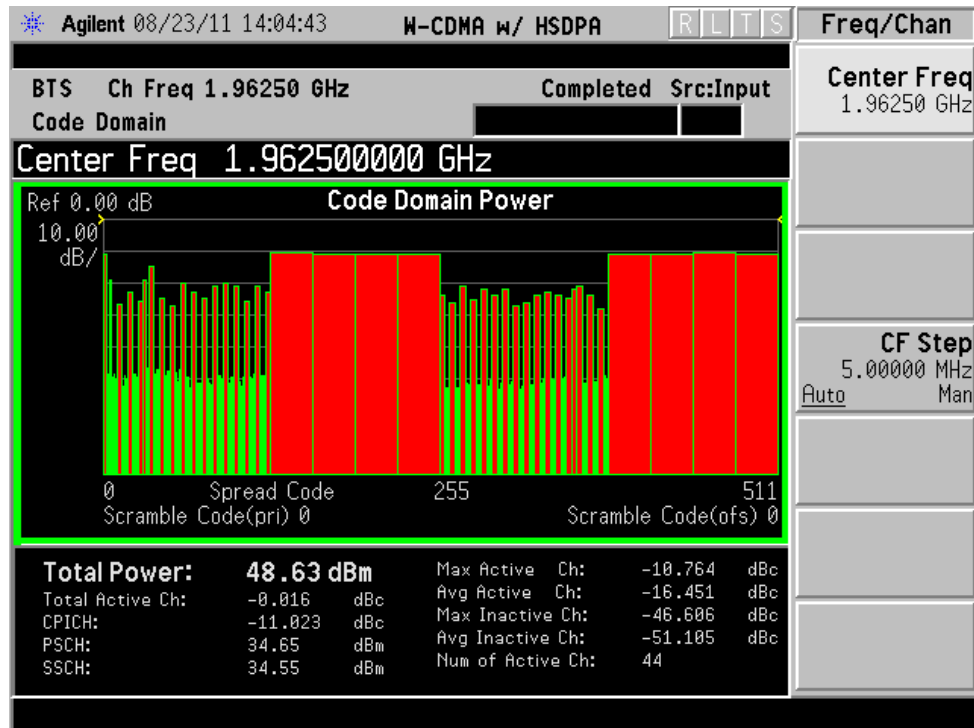 Agilent 08/23/11 14:04:43 W-CDMA w/ HSDPA R L T S Freq/Chan
BTS Ch Freq 1.96250 GHz Completed Src:Input
Code Domain
Center Freq
1.96250 GHz
Center Freq 1.962500000 GHz
Ref 0.00 dB Code Domain Power
10.00
dB/
CF Step
5.00000 MHz
Auto Man
0 Spread Code 255 511
Scramble Code(pri) 0 Scramble Code(ofs) 0
Total Power: 48.63 dBm
Total Active Ch: -0.016 dBc
CPICH: -11.023 dBc
PSCH: 34.65 dBm
SSCH: 34.55 dBm
Max Active Ch: -10.764 dBc
Avg Active Ch: -16.451 dBc
Max Inactive Ch: -46.606 dBc
Avg Inactive Ch: -51.105 dBc
Num of Active Ch: 44